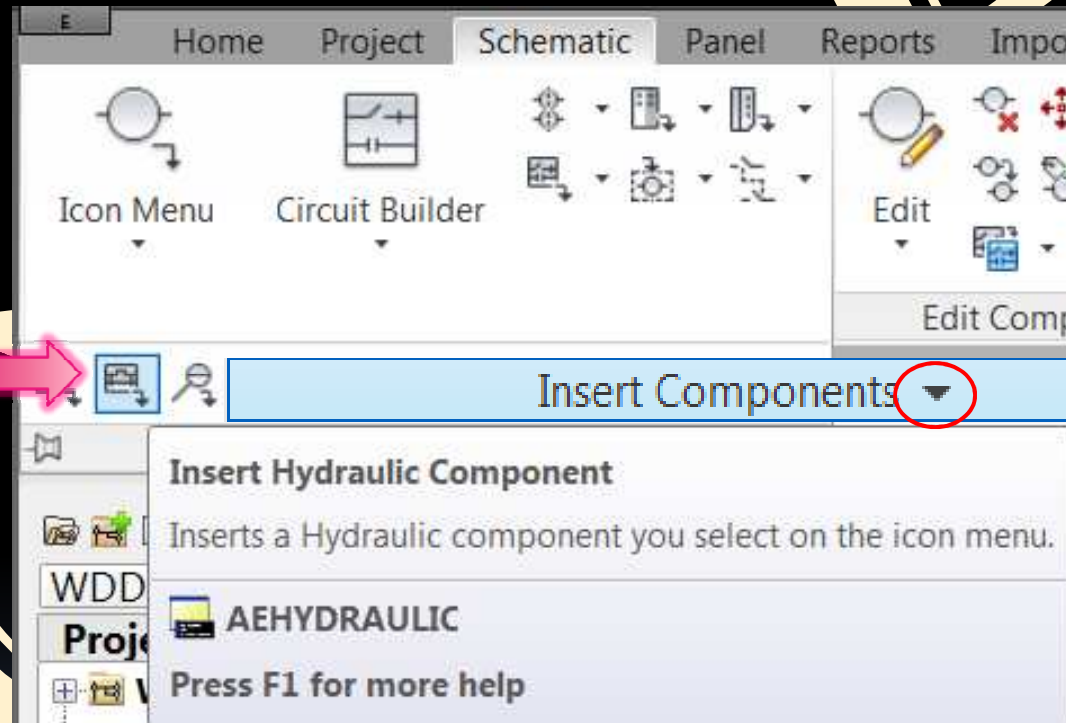 E
Home Project Schematic Panel Reports Impo
Icon Menu Circuit Builder Edit
Edit Comp
Insert Components
Insert Hydraulic Component
Inserts a Hydraulic component you select on the icon menu.
WDD
AEHYDRAULIC
Proje
Press F1 for more help